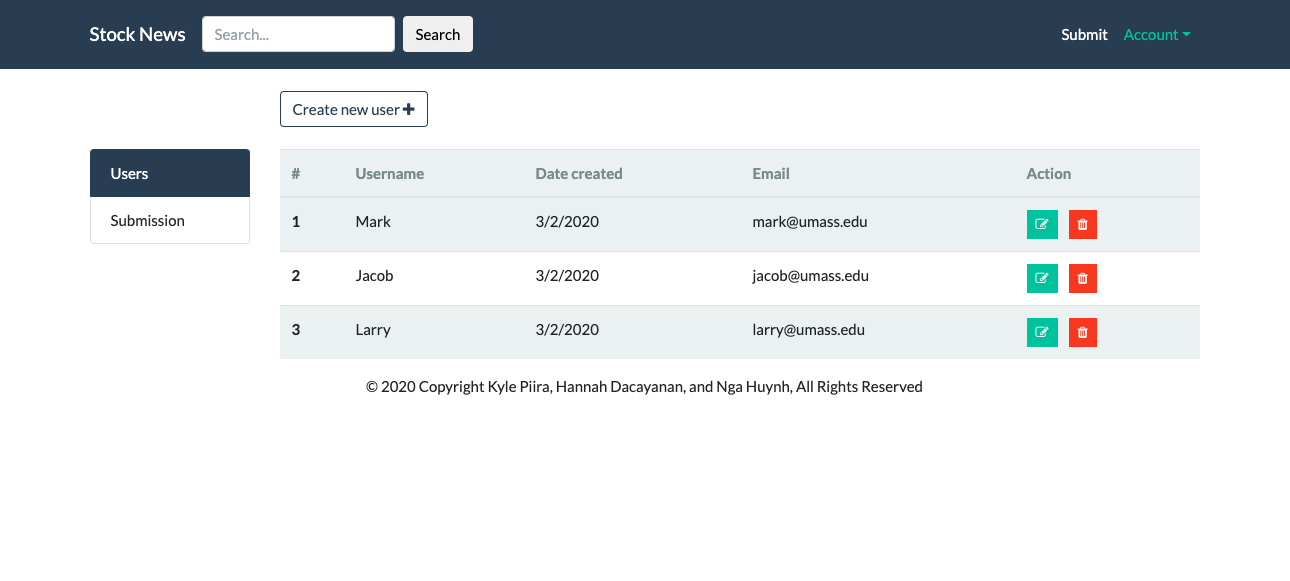 Stock News Search... Search Submit Account
Create new user
Users
Submission
# Username Date created Email Action
1 Mark 3/2/2020 mark@umass.edu
2 Jacob 3/2/2020 jacob@umass.edu
3 Larry 3/2/2020 larry@umass.edu
© 2020 Copyright Kyle Piira, Hannah Dacayanan, and Nga Huynh, All Rights Reserved